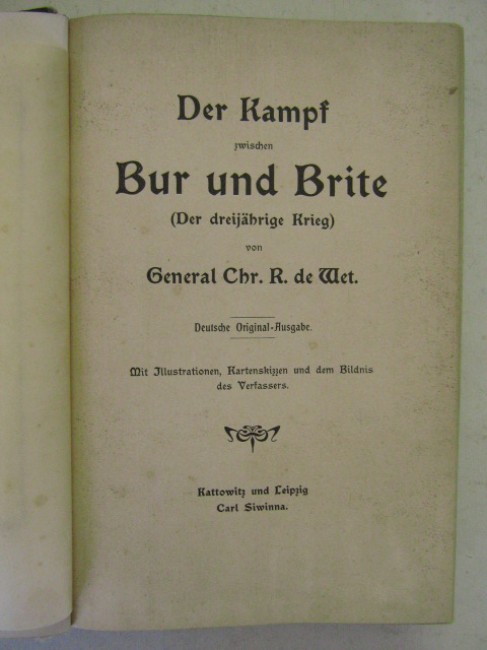 Der Kampf
zwischen
Bur und Brite
(Der dreijährige Krieg)
von
General Chr. R. de Wet.
Deutsche Original-Ausgabe.
Mit Illustrationen, Kartenskizzen und dem Bildnis
des Verfassers.
Kattowitz und Leipzig
Carl Siwinna.